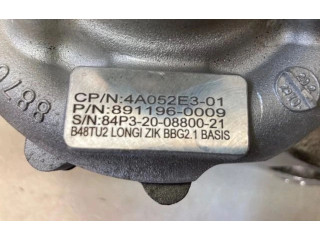 CP/N:4A052E3-01
P/N:891196-0009
S/N:84P3-20-08800-21
B48TU2 LONGI ZIK BBG2.1 BASIS